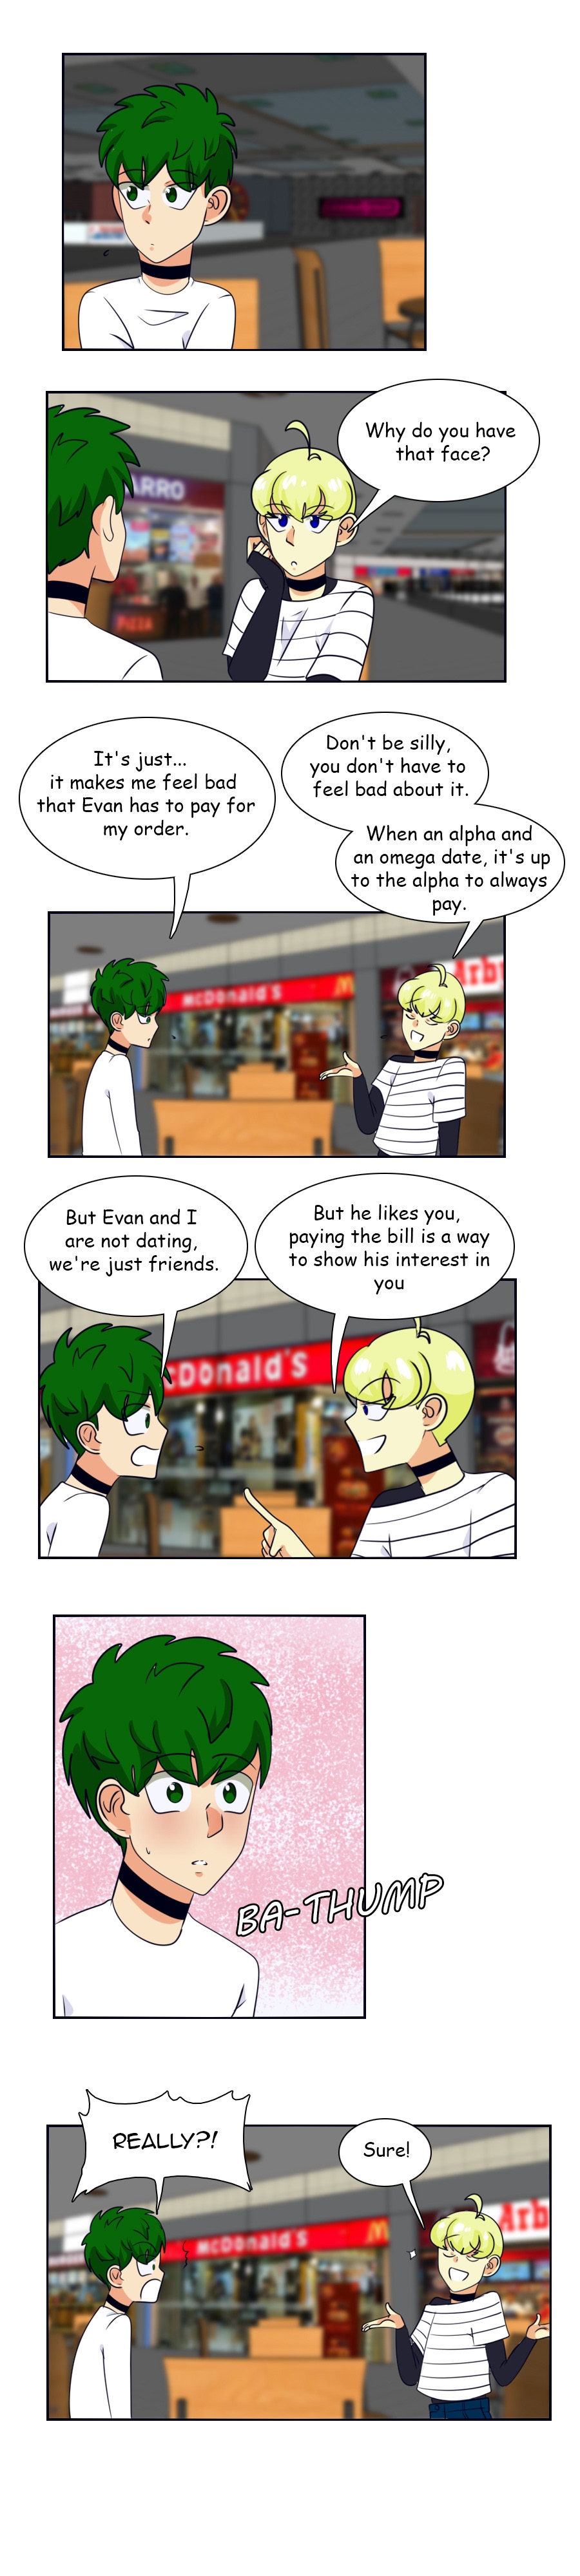 ARRO
PIZZA
Why do you have
that face?
It's just...
it makes me feel bad
that Evan has to pay for
my order.
Don't be silly,
you don't have to
feel bad about it.
When an alpha and
an omega date, it's up
to the alpha to always
pay.
McDonald's
Arb
But Evan and I
are not dating,
we're just friends.
But he likes you,
paying the bill is a way
to show his interest in
you
cDonald's
BA-THUMP
REALLY?!
Sure!
McDonald's
Arb